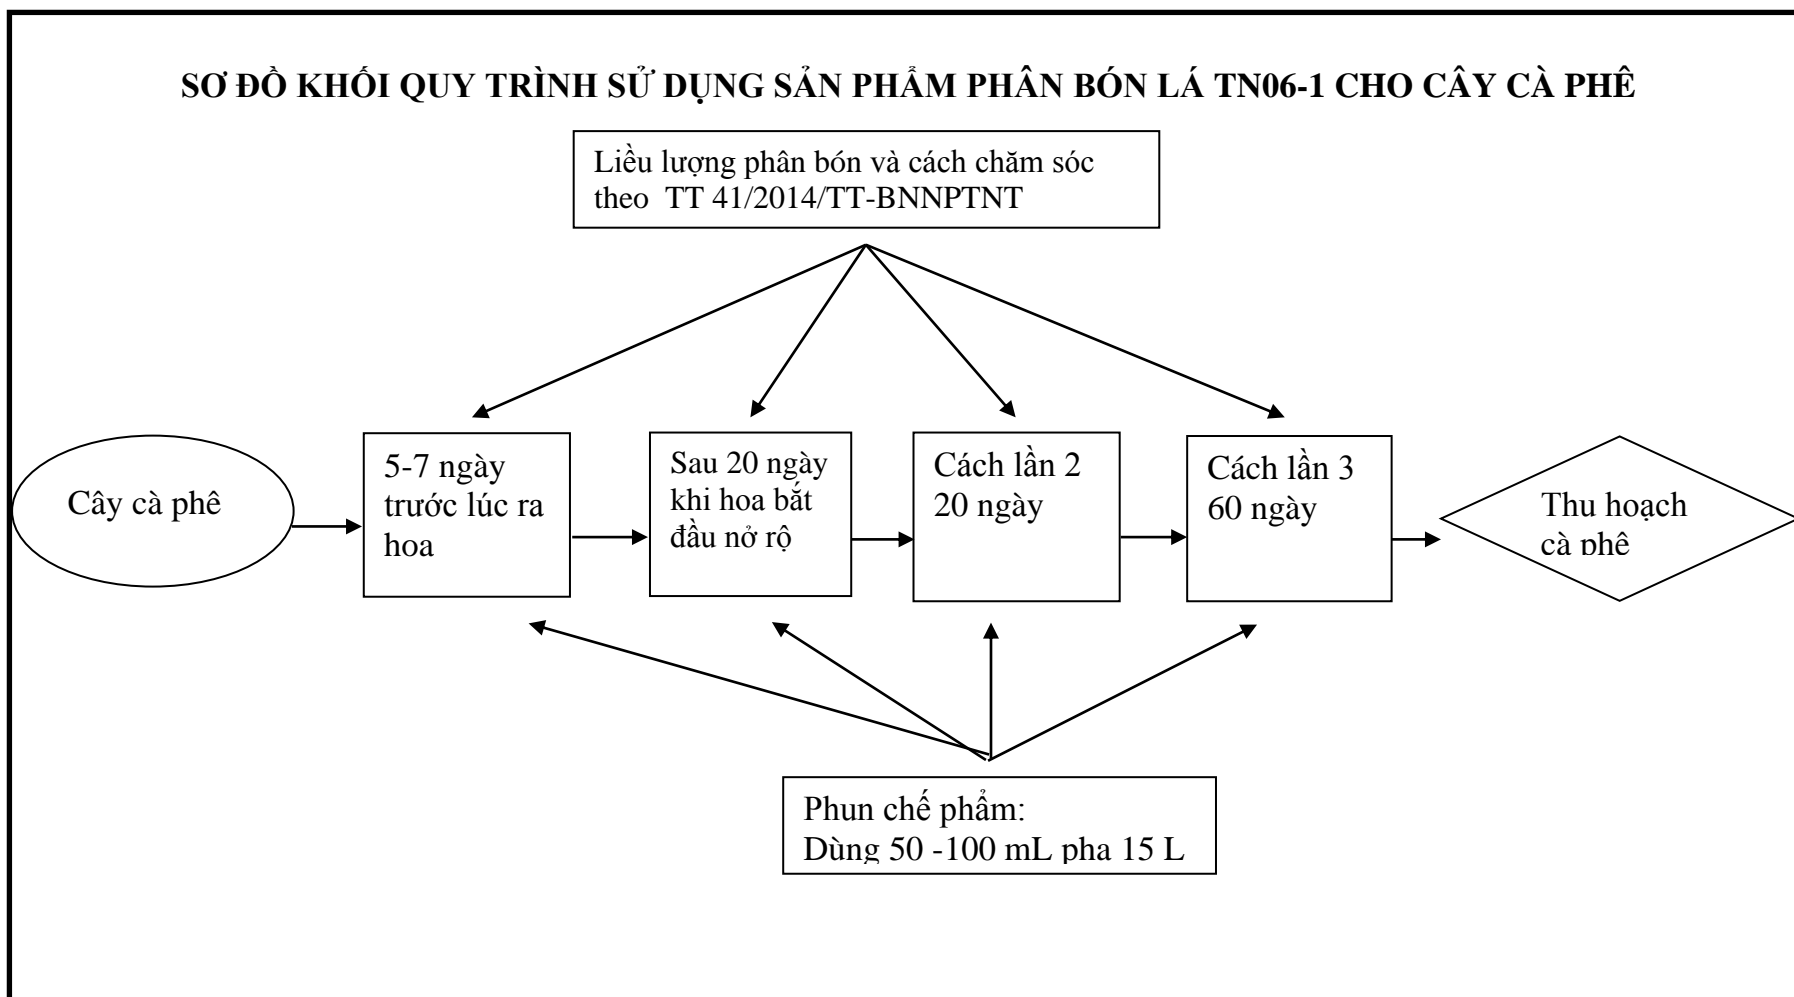 SƠ ĐỒ KHỐI QUY TRÌNH SỬ DỤNG SẢN PHẨM PHÂN BÓN LÁ TN06-1 CHO CÂY CÀ PHÊ
Liều lượng phân bón và cách chăm sóc
theo TT 41/2014/TT-BNNPTNT
Cây cà phê
5-7 ngày
trước lúc ra
hoa
Sau 20 ngày
khi hoa bắt
đầu nở rộ
Cách lần 2
20 ngày
Cách lần 3
60 ngày
Thu hoạch
cà phê
Phun chế phẩm:
Dùng 50 -100 mL pha 15 L